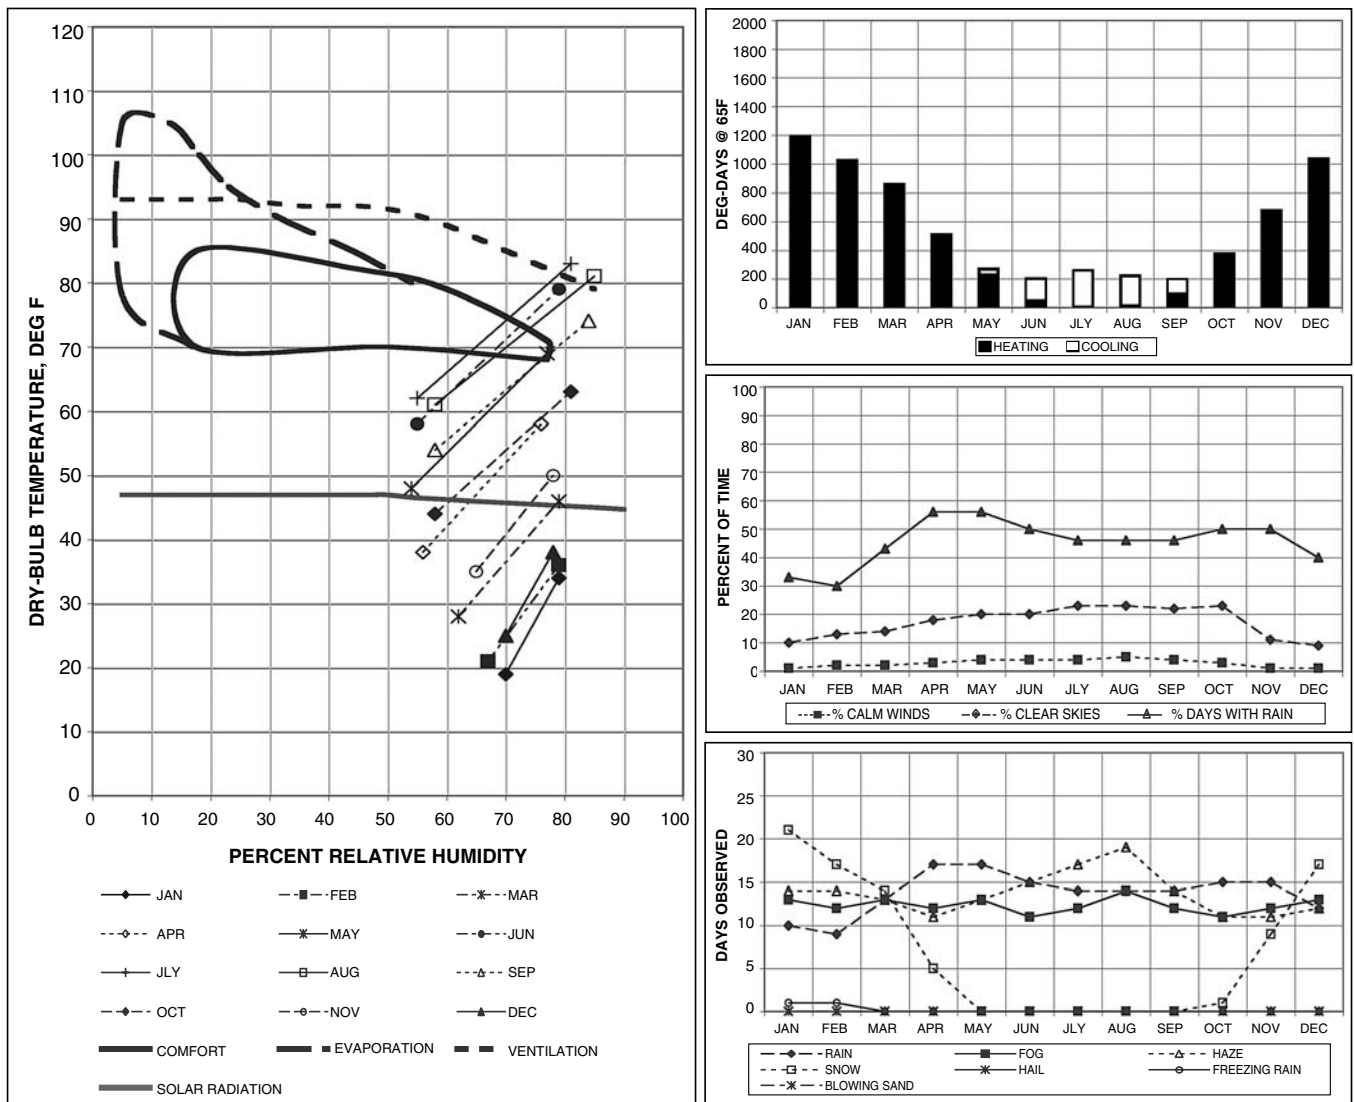 DRY-BULB TEMPERATURE, DEG F
120
110
100
90
80
70
60
50
40
30
20
10
0
0 10 20 30 40 50 60 70 80 90 100
PERCENT RELATIVE HUMIDITY
JAN FEB MAR
APR MAY JUN
JLY AUG SEP
OCT NOV DEC
COMFORT EVAPORATION VENTILATION
SOLAR RADIATION
DEG-DAYS @ 65F
2000
1800
1600
1400
1200
1000
800
600
400
200
0
JAN FEB MAR APR MAY JUN JLY AUG SEP OCT NOV DEC
HEATING COOLING
PERCENT OF TIME
100
90
80
70
60
50
40
30
20
10
0
JAN FEB MAR APR MAY JUN JLY AUG SEP OCT NOV DEC
% CALM WINDS % CLEAR SKIES % DAYS WITH RAIN
DAYS OBSERVED
30
25
20
15
10
5
0
JAN FEB MAR APR MAY JUN JLY AUG SEP OCT NOV DEC
RAIN FOG HAZE
SNOW HAIL FREEZING RAIN
BLOWING SAND